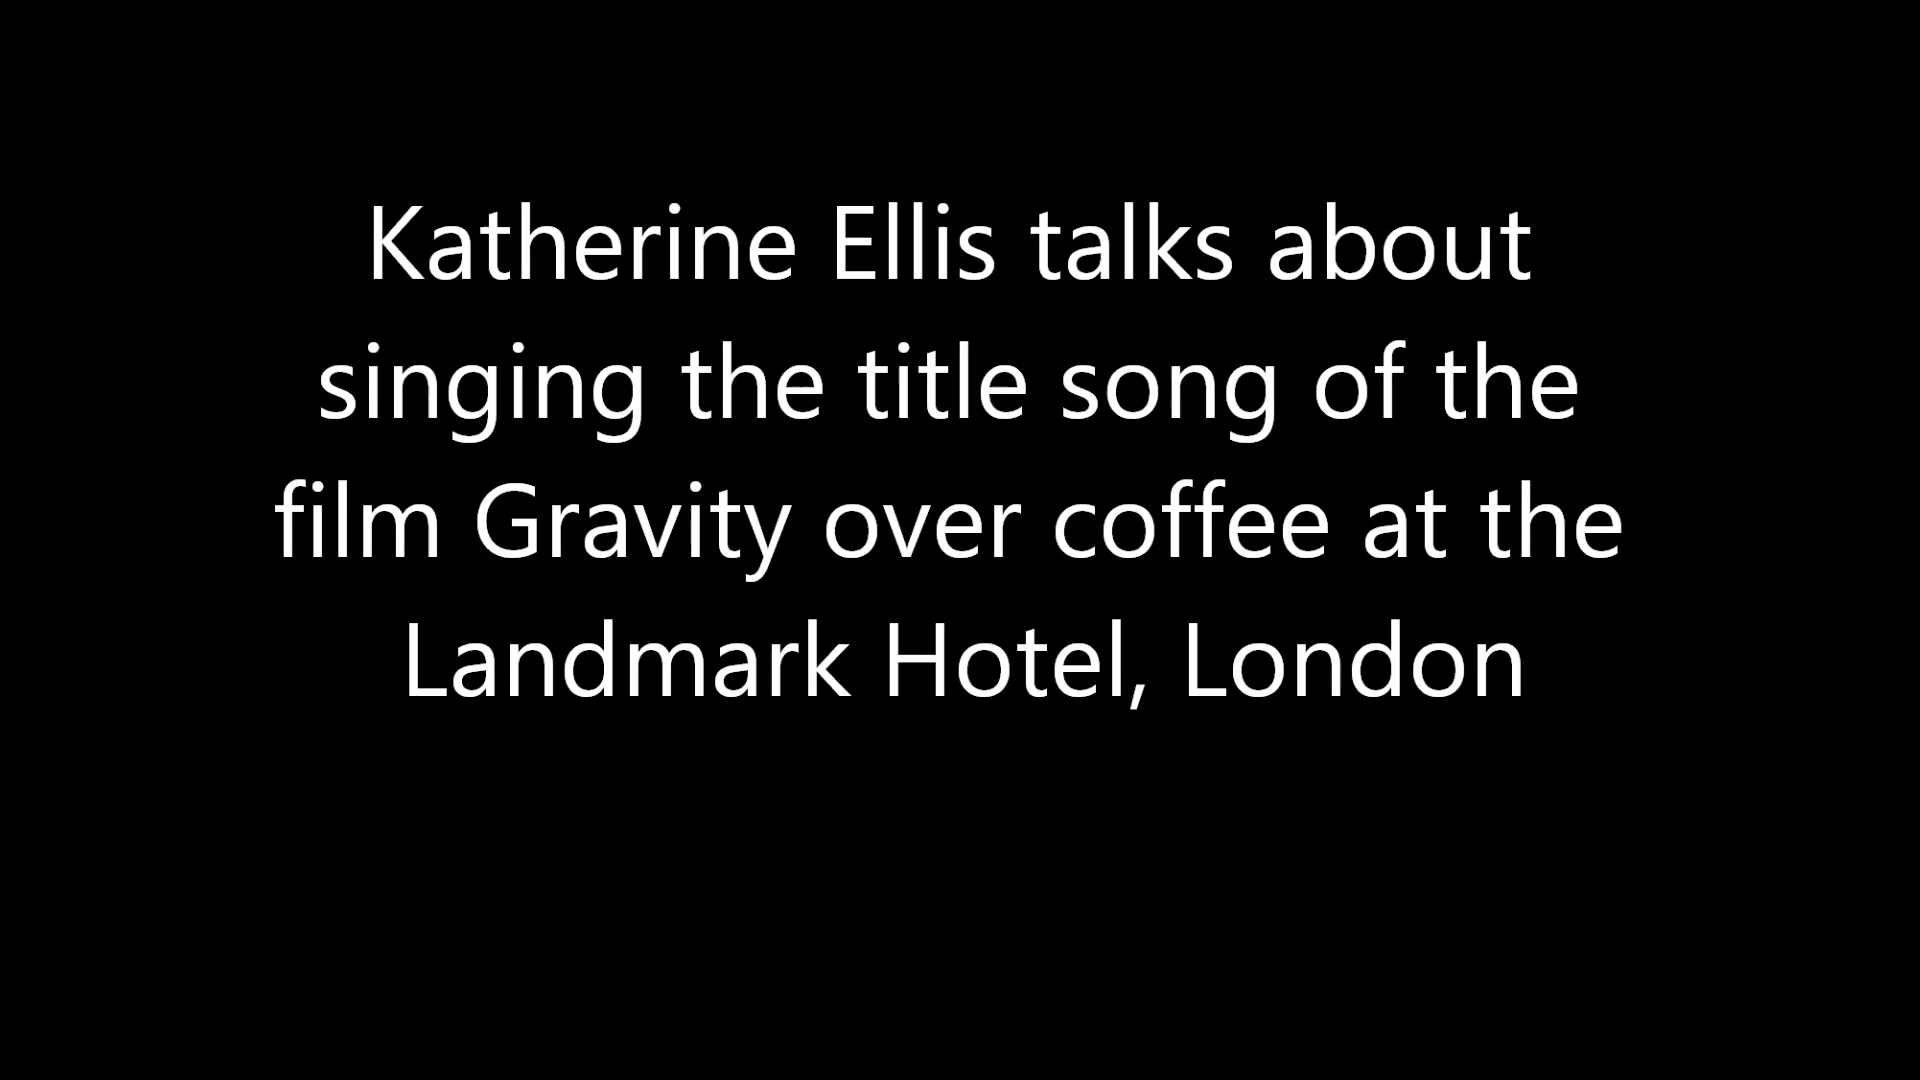 Katherine Ellis talks about
singing the title song of the
film Gravity over coffee at the
Landmark Hotel, London